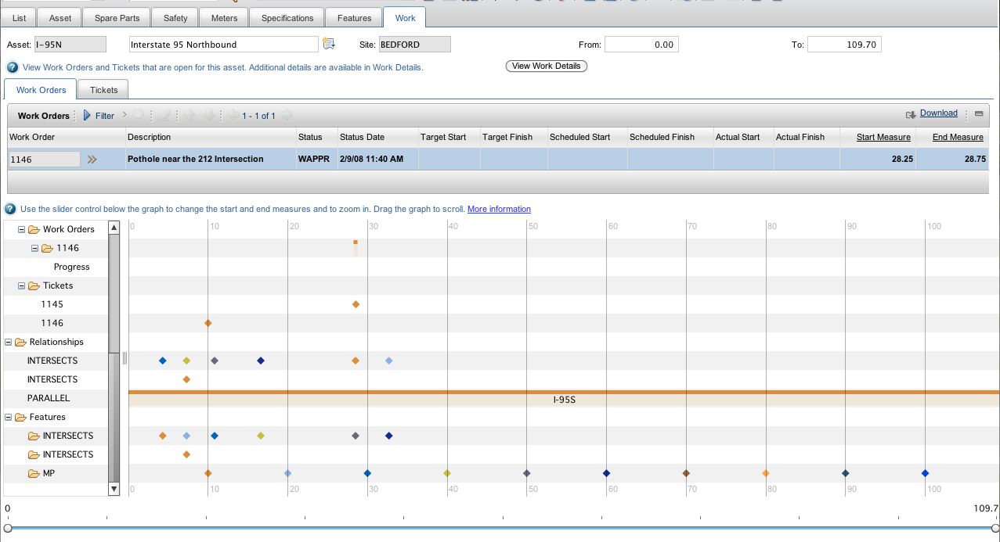 List Asset Spare Parts Safety Meters Specifications Features Work
Asset: I-95N Interstate 95 Northbound Site: BEDFORD From: 0.00 To: 109.70
View Work Orders and Tickets that are open for this asset. Additional details are available in Work Details. View Work Details
Work Orders Tickets
Work Orders Filter 1 - 1 of 1 Download
Work Order Description Status Status Date Target Start Target Finish Scheduled Start Scheduled Finish Actual Start Actual Finish Start Measure End Measure
1146 Pothole near the 212 Intersection WAPPR 2/9/08 11:40 AM 28.25 28.75
Use the slider control below the graph to change the start and end measures and to zoom in. Drag the graph to scroll. More information
Work Orders 0 10 20 30 40 50 60 70 80 90 100
1146
Progress
Tickets
1145
1146
Relationships
INTERSECTS
INTERSECTS
PARALLEL I-95S
Features
INTERSECTS
INTERSECTS
MP
0 10 20 30 40 50 60 70 80 90 100
0 109.7